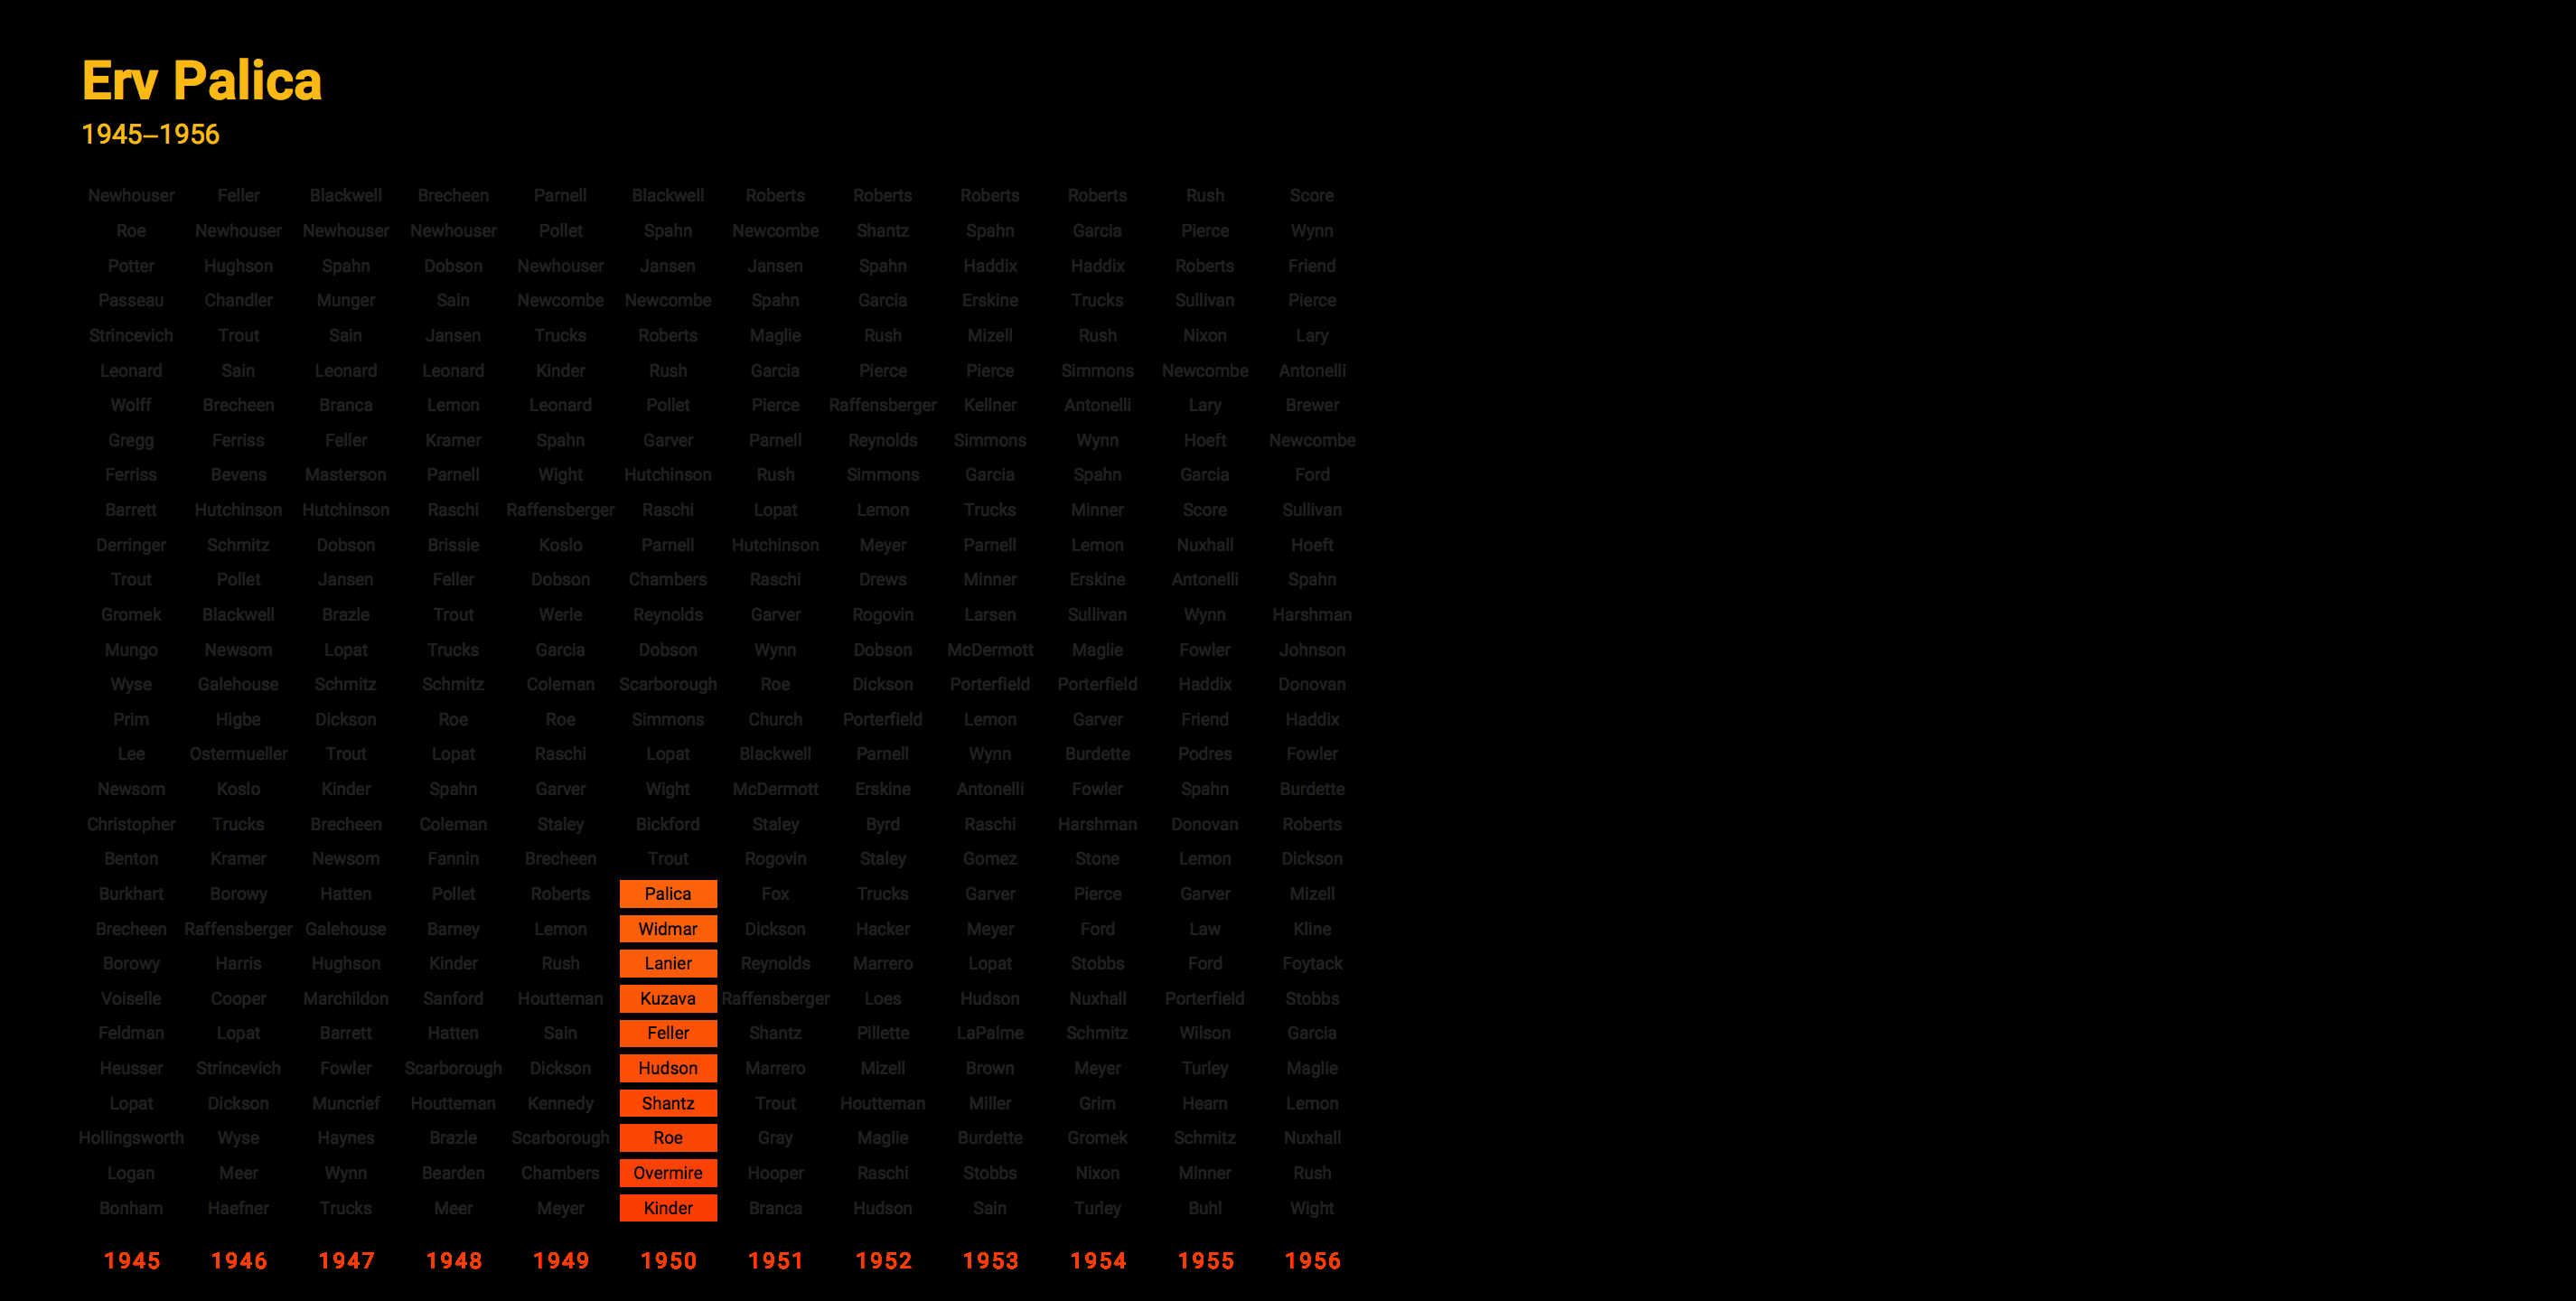 Erv Palica
1945–1956
Newhouser Feller Blackwell Brecheen Parnell Blackwell Roberts Roberts Roberts Roberts Rush Score
Roe Newhouser Newhouser Newhouser Pollet Spahn Newcombe Shantz Spahn Garcia Pierce Wynn
Potter Hughson Spahn Dobson Newhouser Jansen Jansen Spahn Haddix Haddix Roberts Friend
Passeau Chandler Munger Sain Newcombe Newcombe Spahn Garcia Erskine Trucks Sullivan Pierce
Strincevich Trout Sain Jansen Trucks Roberts Maglie Rush Mizell Rush Nixon Lary
Leonard Sain Leonard Leonard Kinder Rush Garcia Pierce Pierce Simmons Newcombe Antonelli
Wolff Brecheen Branca Lemon Leonard Pollet Pierce Raffensberger Kellner Antonelli Lary Brewer
Gregg Ferriss Feller Kramer Spahn Garver Parnell Reynolds Simmons Wynn Hoeft Newcombe
Ferriss Bevens Masterson Parnell Wight Hutchinson Rush Simmons Garcia Spahn Garcia Ford
Barrett Hutchinson Hutchinson Raschi Raffensberger Raschi Lopat Lemon Trucks Minner Score Sullivan
Derringer Schmitz Dobson Brissie Koslo Parnell Hutchinson Meyer Parnell Lemon Nuxhall Hoeft
Trout Pollet Jansen Feller Dobson Chambers Raschi Drews Minner Erskine Antonelli Spahn
Gromek Blackwell Brazle Trout Werle Reynolds Garver Rogovin Larsen Sullivan Wynn Harshman
Mungo Newsom Lopat Trucks Garcia Dobson Wynn Dobson McDermott Maglie Fowler Johnson
Wyse Galehouse Schmitz Schmitz Coleman Scarborough Roe Dickson Porterfield Porterfield Haddix Donovan
Prim Higbe Dickson Roe Roe Simmons Church Porterfield Lemon Garver Friend Haddix
Lee Ostermueller Trout Lopat Raschi Lopat Blackwell Parnell Wynn Burdette Podres Fowler
Newsom Koslo Kinder Spahn Garver Wight McDermott Erskine Antonelli Fowler Spahn Burdette
Christopher Trucks Brecheen Coleman Staley Bickford Staley Byrd Raschi Harshman Donovan Roberts
Benton Kramer Newsom Fannin Brecheen Trout Rogovin Staley Gomez Stone Lemon Dickson
Burkhart Borowy Hatten Pollet Roberts Palica Fox Trucks Garver Pierce Garver Mizell
Brecheen Raffensberger Galehouse Barney Lemon Widmar Dickson Hacker Meyer Ford Law Kline
Borowy Harris Hughson Kinder Rush Lanier Reynolds Marrero Lopat Stobbs Ford Foytack
Voiselle Cooper Marchildon Sanford Houtteman Kuzava Raffensberger Loes Hudson Nuxhall Porterfield Stobbs
Feldman Lopat Barrett Hatten Sain Feller Shantz Pillette LaPalme Schmitz Wilson Garcia
Heusser Strincevich Fowler Scarborough Dickson Hudson Marrero Mizell Brown Meyer Turley Maglie
Lopat Dickson Muncrief Houtteman Kennedy Shantz Trout Houtteman Miller Grim Hearn Lemon
Hollingsworth Wyse Haynes Brazle Scarborough Roe Gray Maglie Burdette Gromek Schmitz Nuxhall
Logan Meer Wynn Bearden Chambers Overmire Hooper Raschi Stobbs Nixon Minner Rush
Bonham Haefner Trucks Meer Meyer Kinder Branca Hudson Sain Turley Buhl Wight
1945 1946 1947 1948 1949 1950 1951 1952 1953 1954 1955 1956